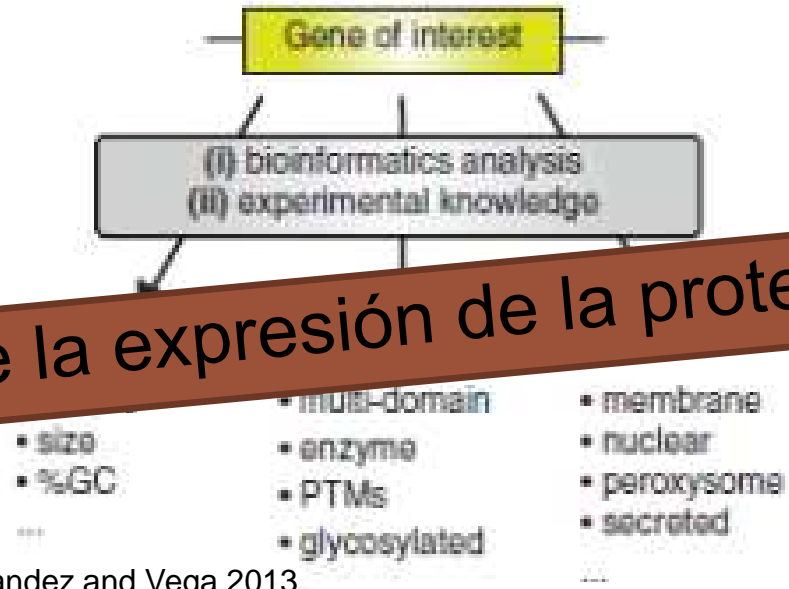 Gene of interest
(i) bioinformatics analysis
(ii) experimental knowledge
e la expresión de la prote
• size
• %GC
...
• multi-domain
• enzyme
• PTMs
• glycosylated
• membrane
• nuclear
• peroxysome
• secreted
...
andez and Vega 2013